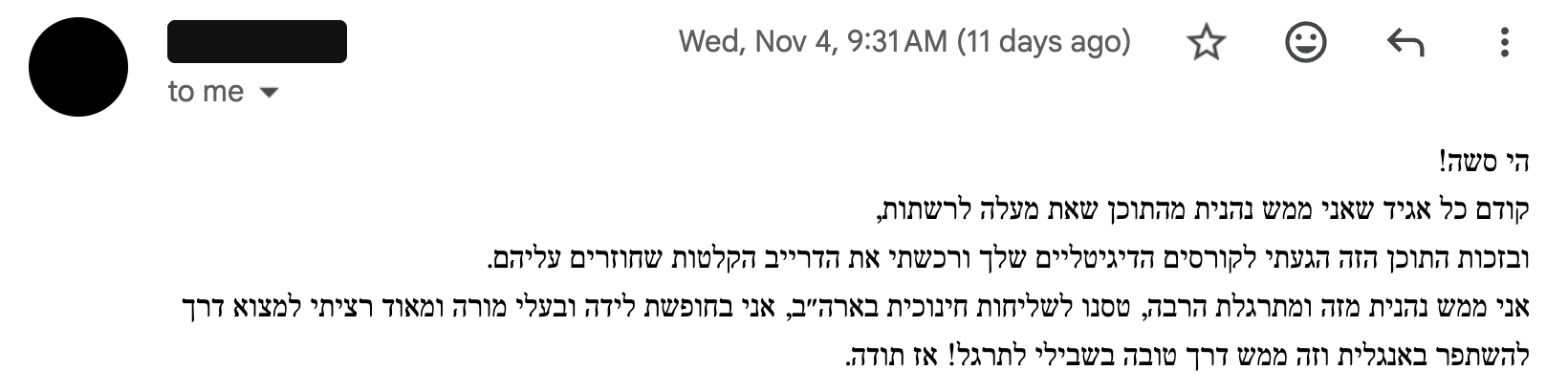 Wed, Nov 4, 9:31 AM (11 days ago)
to me
היי סשה!
קודם כל אגיד שאני ממש נהנית מהתוכן שאת מעלה לרשתות,
ובזכות התוכן הזה הגעתי לקורסים הדיגיטליים שלך ורכשתי את הדרייב הקלטות שחוזרים עליהם.
אני ממש נהנית מזה ומתרגלת הרבה, טסנו לשליחות חינוכית בארה״ב, אני בחופשת לידה ובעלי מורה ומאוד רציתי למצוא דרך
להשתפר באנגלית וזה ממש דרך טובה בשבילי לתרגל! אז תודה.